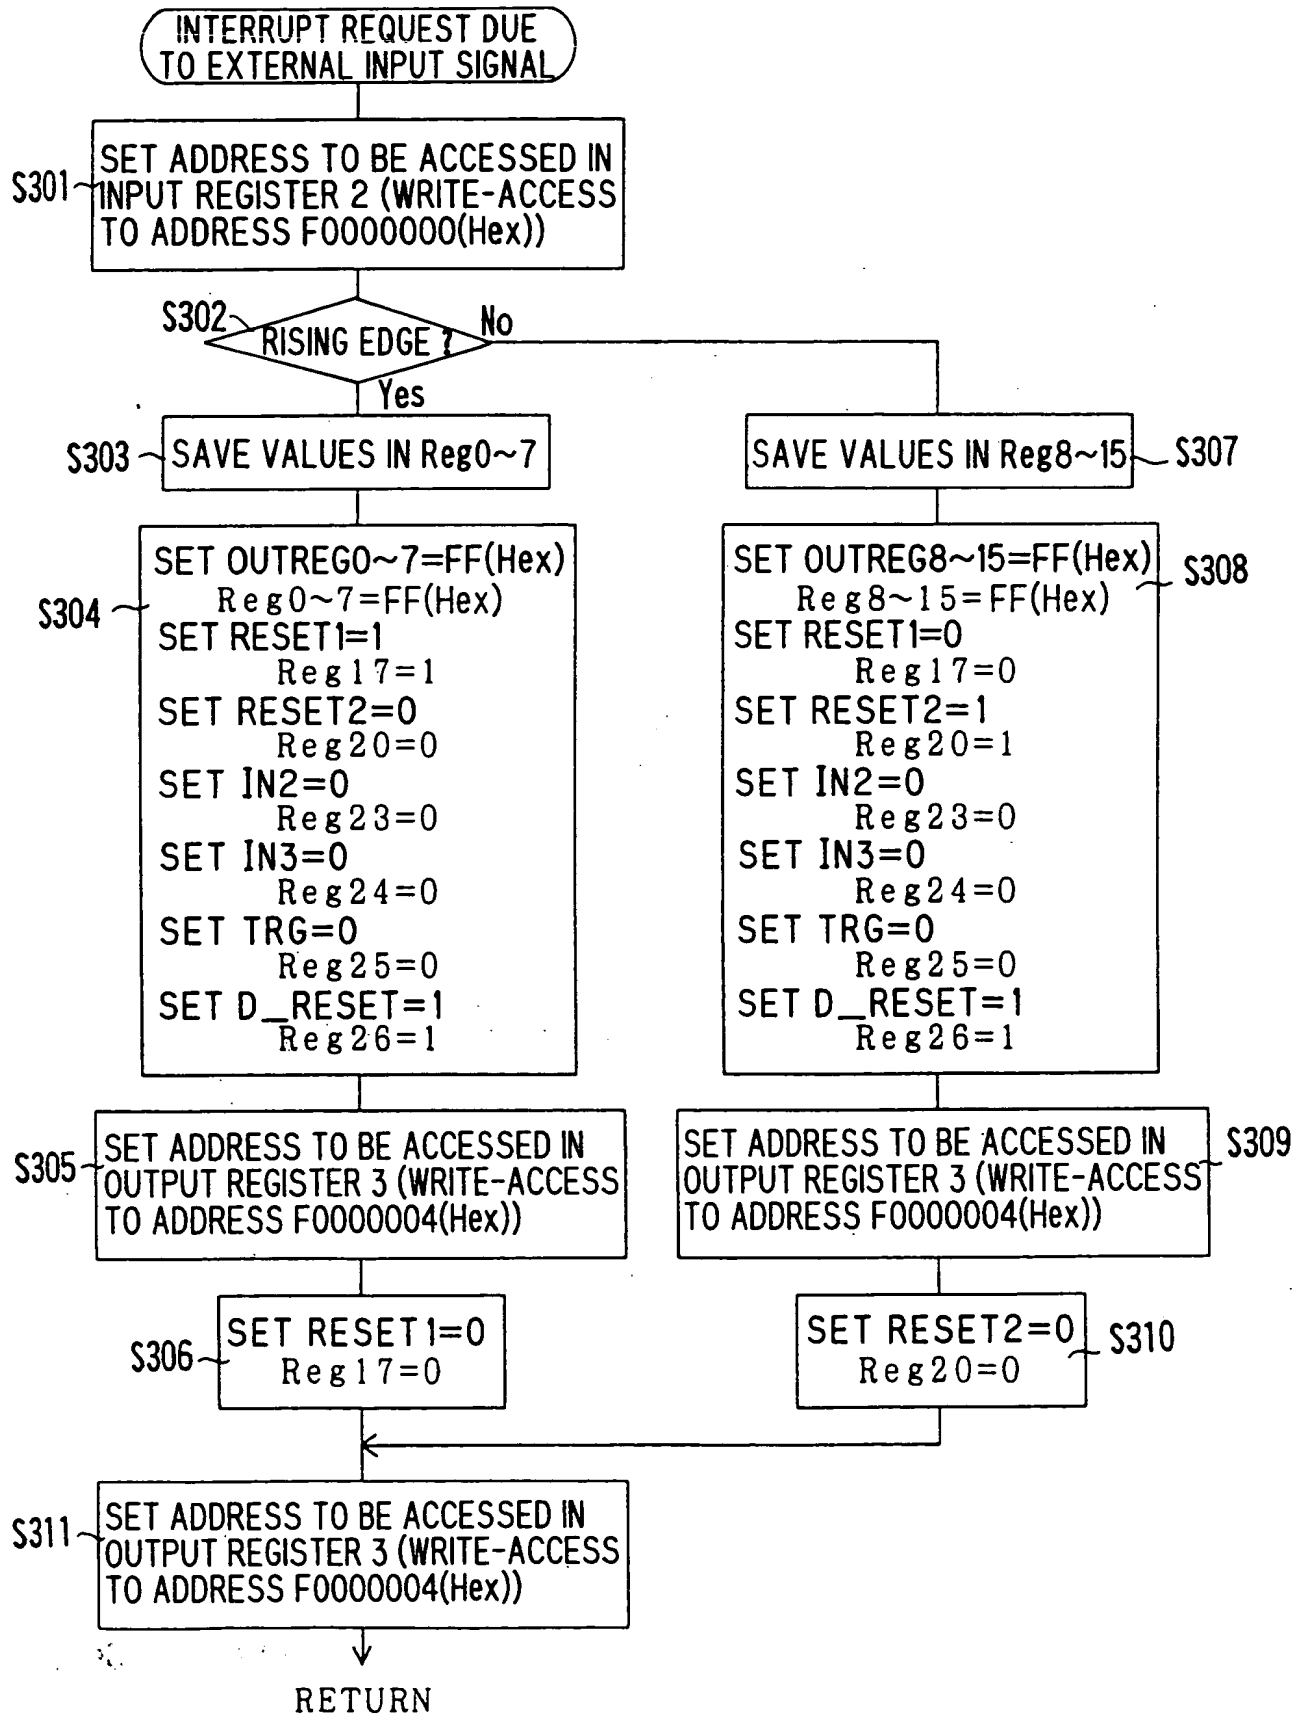 INTERRUPT REQUEST DUE
TO EXTERNAL INPUT SIGNAL
S301
SET ADDRESS TO BE ACCESSED IN
INPUT REGISTER 2 (WRITE-ACCESS
TO ADDRESS F0000000(Hex))
S302
RISING EDGE ?
No
Yes
S303
SAVE VALUES IN Reg0~7
S304
SET OUTREG0~7=FF(Hex)
Reg0~7=FF(Hex)
SET RESET1=1
Reg17=1
SET RESET2=0
Reg20=0
SET IN2=0
Reg23=0
SET IN3=0
Reg24=0
SET TRG=0
Reg25=0
SET D_RESET=1
Reg26=1
S305
SET ADDRESS TO BE ACCESSED IN
OUTPUT REGISTER 3 (WRITE-ACCESS
TO ADDRESS F0000004(Hex))
S306
SET RESET1=0
Reg17=0
SAVE VALUES IN Reg8~15
S307
SET OUTREG8~15=FF(Hex)
Reg8~15=FF(Hex)
S308
SET RESET1=0
Reg17=0
SET RESET2=1
Reg20=1
SET IN2=0
Reg23=0
SET IN3=0
Reg24=0
SET TRG=0
Reg25=0
SET D_RESET=1
Reg26=1
SET ADDRESS TO BE ACCESSED IN
OUTPUT REGISTER 3 (WRITE-ACCESS
TO ADDRESS F0000004(Hex))
S309
SET RESET2=0
Reg20=0
S310
S311
SET ADDRESS TO BE ACCESSED IN
OUTPUT REGISTER 3 (WRITE-ACCESS
TO ADDRESS F0000004(Hex))
RETURN